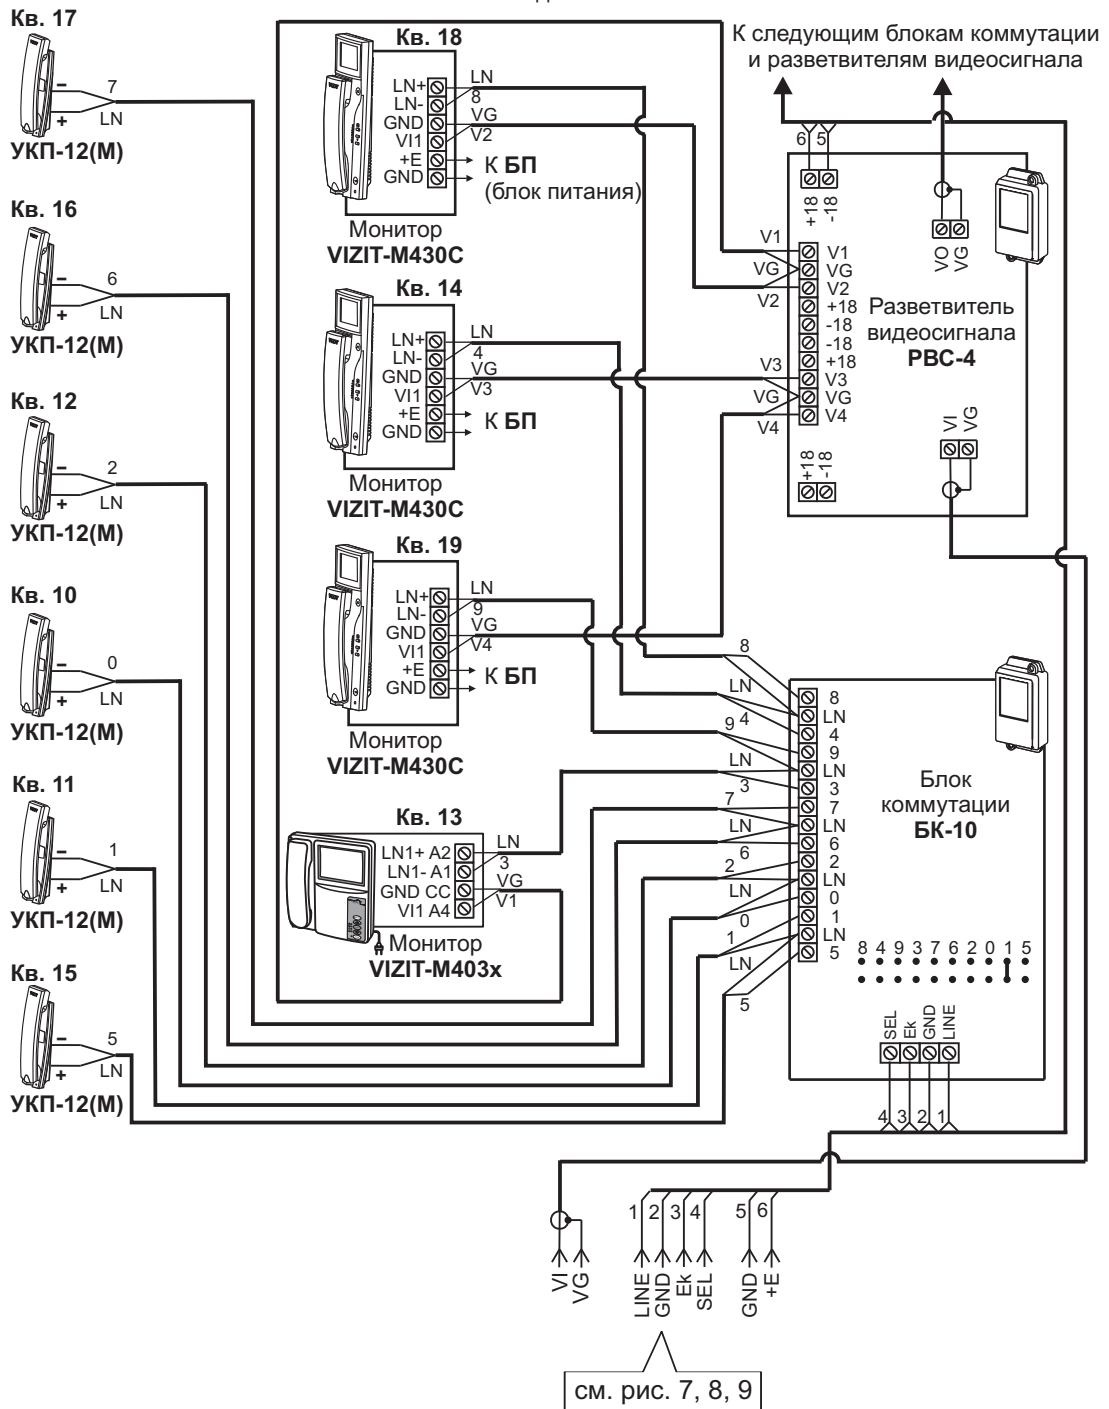 Кв. 17
7
LN
УКП-12(М)
Кв. 16
6
LN
УКП-12(М)
Кв. 12
2
LN
УКП-12(М)
Кв. 10
0
LN
УКП-12(М)
Кв. 11
1
LN
УКП-12(М)
Кв. 15
5
LN
УКП-12(М)
Кв. 18
LN+
LN-
GND
VI1
+E
GND
LN
8
VG
V2
К БП
(блок питания)
Монитор
VIZIT-M430C
Кв. 14
LN+
LN-
GND
VI1
+E
GND
LN
4
VG
V3
К БП
Монитор
VIZIT-M430C
Кв. 19
LN+
LN-
GND
VI1
+E
GND
LN
9
VG
V4
К БП
Монитор
VIZIT-M430C
Кв. 13
LN1+ A2
LN1- A1
GND CC
VI1 A4
LN
3
VG
V1
Монитор
VIZIT-M403x
К следующим блокам коммутации
и разветвителям видеосигнала
6 5
+18 -18
VO VG
V1
VG
V2
V3
VG
V4
V1
VG
V2
+18
-18
-18
+18
V3
VG
V4
Разветвитель
видеосигнала
РВС-4
VI VG
+18 -18
8
LN
4
9
LN
3
7
LN
6
2
LN
0
1
LN
5
8
LN
4
9
LN
3
7
LN
6
2
LN
0
1
LN
5
Блок
коммутации
БК-10
8 4 9 3 7 6 2 0 1 5
SEL Ek GND LINE
4 3 2 1
1 2 3 4 5 6
VI VG LINE GND Ek SEL GND +E
см. рис. 7, 8, 9